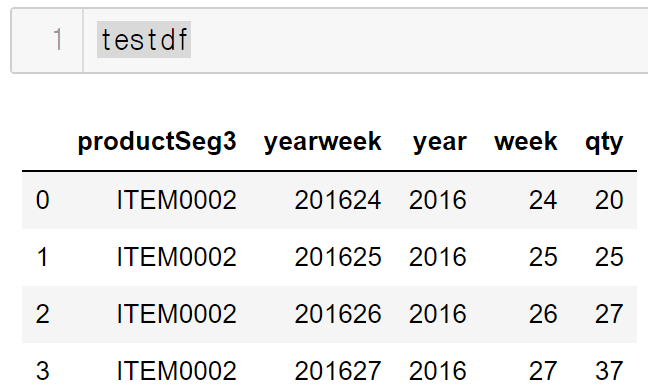 1 testdf
productSeg3 yearweek year week qty
0 ITEM0002 201624 2016 24 20
1 ITEM0002 201625 2016 25 25
2 ITEM0002 201626 2016 26 27
3 ITEM0002 201627 2016 27 37